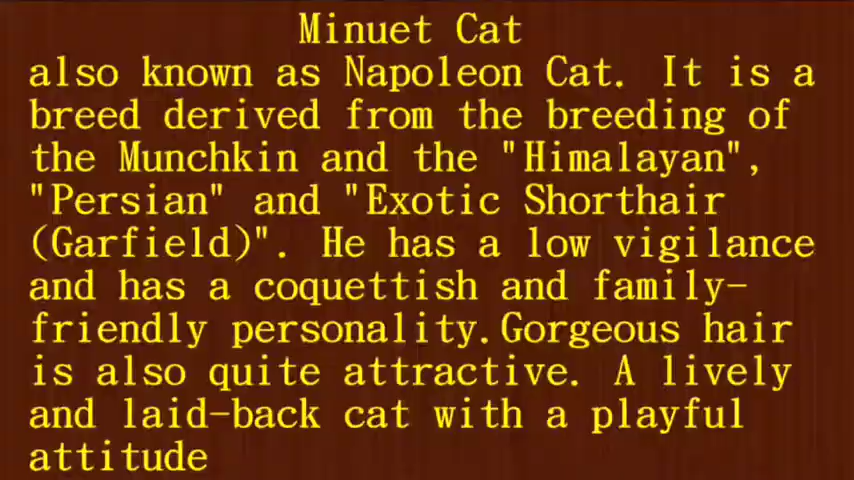 Minuet Cat
also known as Napoleon Cat. It is a
breed derived from the breeding of
the Munchkin and the "Himalayan",
"Persian" and "Exotic Shorthair
(Garfield)". He has a low vigilance
and has a coquettish and family-
friendly personality.Gorgeous hair
is also quite attractive. A lively
and laid-back cat with a playful
attitude